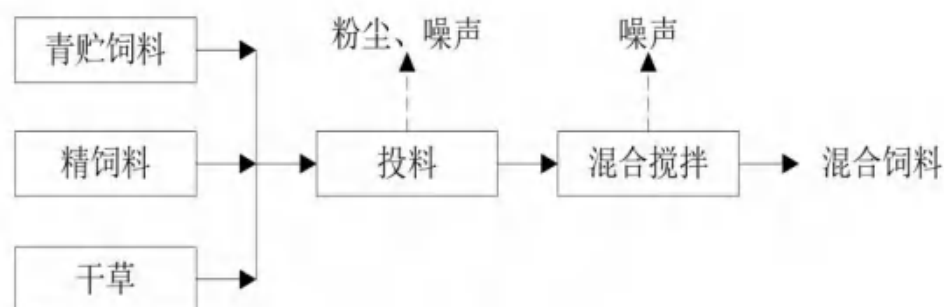 粉尘、噪声
噪声
青贮饲料
精饲料
投料
混合搅拌
混合饲料
干草